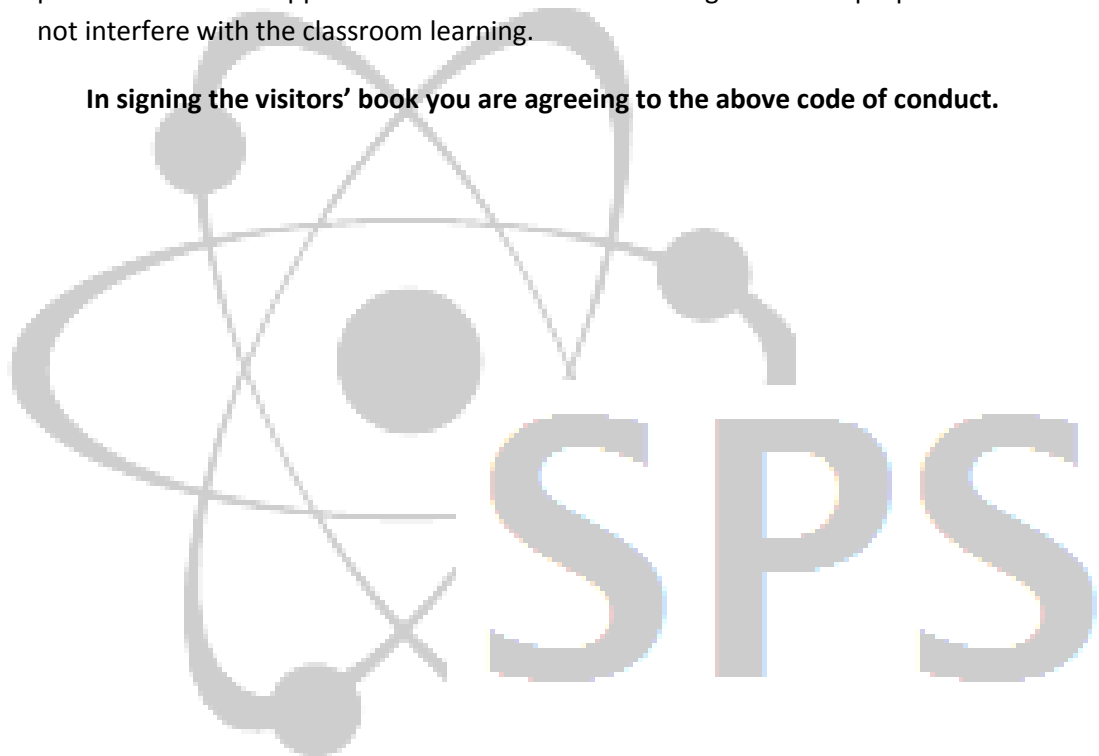 not interfere with the classroom learning.
In signing the visitors’ book you are agreeing to the above code of conduct.
SPS